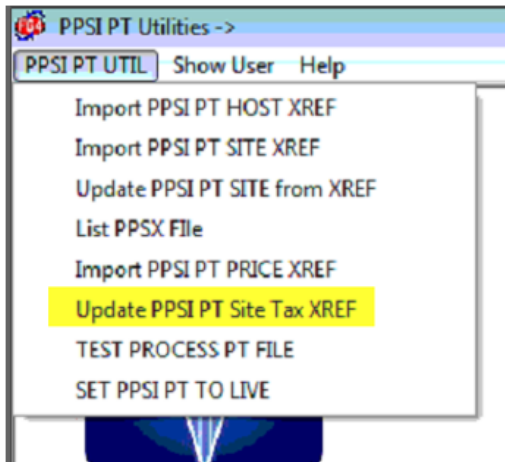 PPSI PT Utilities ->
PPSI PT UTIL Show User Help
Import PPSI PT HOST XREF
Import PPSI PT SITE XREF
Update PPSI PT SITE from XREF
List PPSX FIle
Import PPSI PT PRICE XREF
Update PPSI PT Site Tax XREF
TEST PROCESS PT FILE
SET PPSI PT TO LIVE